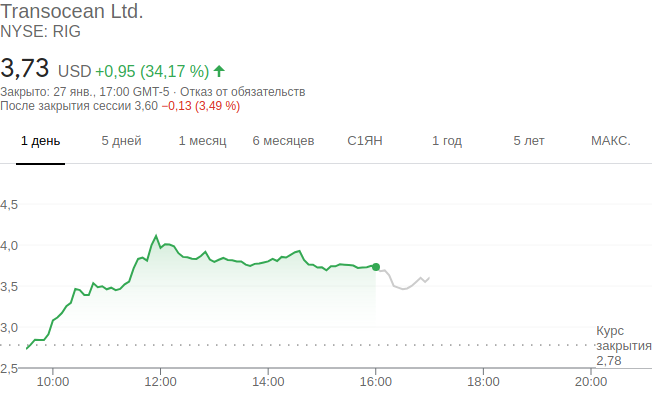 Transocean Ltd.
NYSE: RIG
3,73 USD +0,95 (34,17 %)
Закрыто: 27 янв., 17:00 GMT-5 · Отказ от обязательств
После закрытия сессии 3,60 −0,13 (3,49 %)
1 день 5 дней 1 месяц 6 месяцев С1ЯН 1 год 5 лет МАКС.
4,5
4,0
3,5
3,0
Курс
закрытия
2,78
2,5
10:00 12:00 14:00 16:00 18:00 20:00